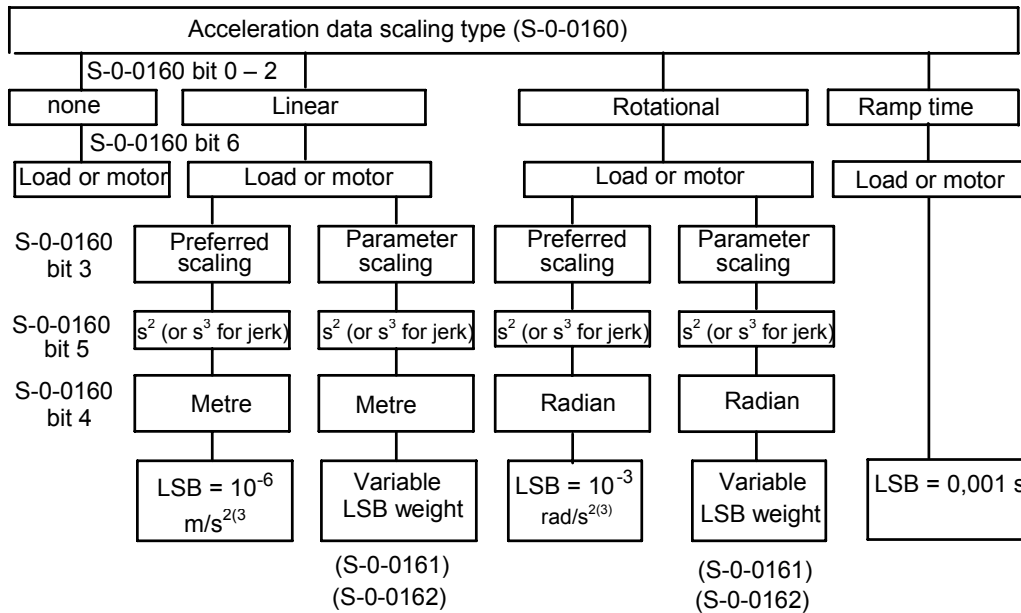 Acceleration data scaling type (S-0-0160)
S-0-0160 bit 0 – 2
none
Linear
Rotational
Ramp time
S-0-0160 bit 6
Load or motor
Load or motor
Load or motor
Load or motor
S-0-0160
bit 3
Preferred
scaling
Parameter
scaling
Preferred
scaling
Parameter
scaling
S-0-0160
bit 5
s² (or s³ for jerk)
s² (or s³ for jerk)
s² (or s³ for jerk)
s² (or s³ for jerk)
S-0-0160
bit 4
Metre
Metre
Radian
Radian
LSB = 10⁻⁶
m/s²⁽³
Variable
LSB weight
LSB = 10⁻³
rad/s²⁽³⁾
Variable
LSB weight
LSB = 0,001 s
(S-0-0161)
(S-0-0162)
(S-0-0161)
(S-0-0162)